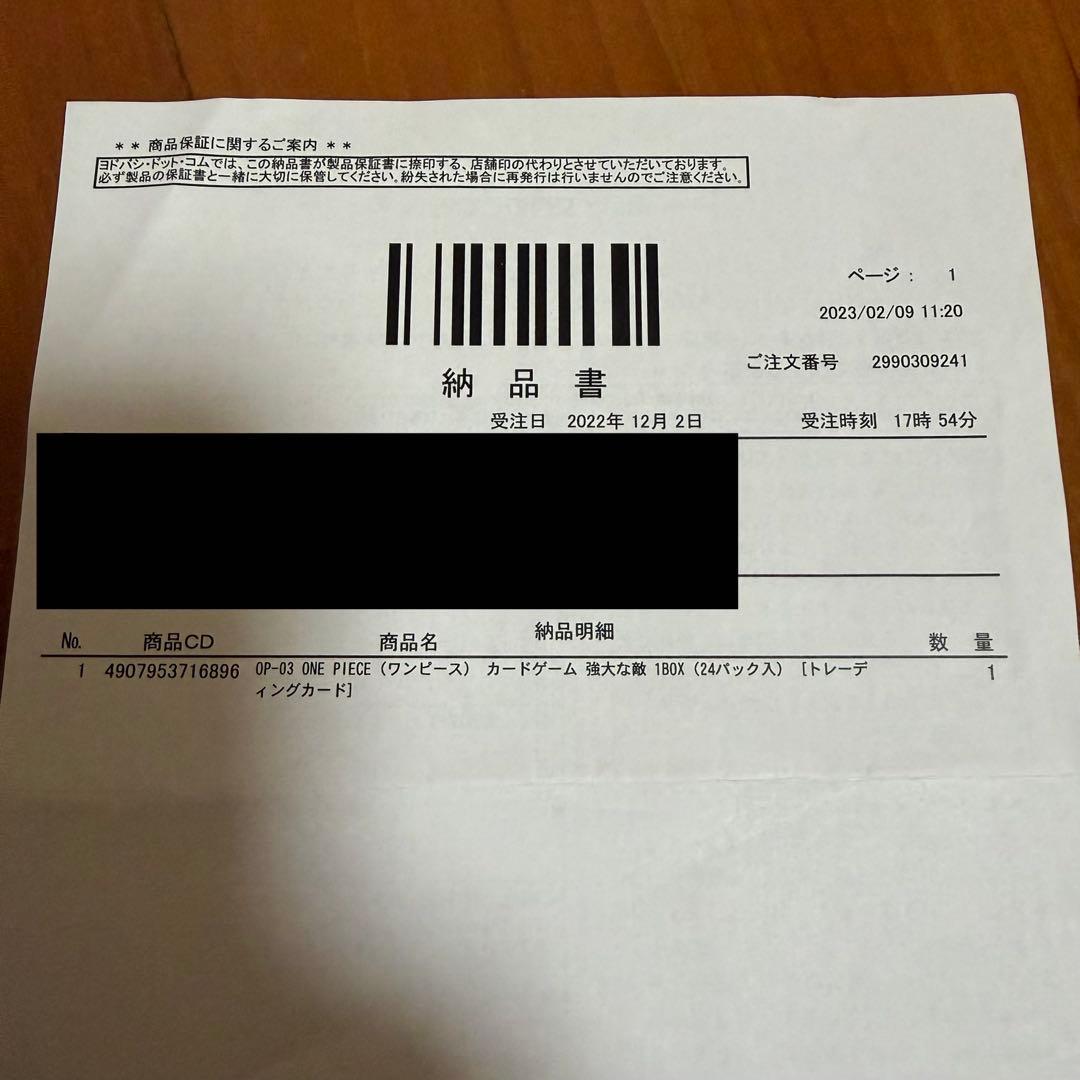 ** 商品保証に関するご案内 **
ヨドバシ・ドット・コムでは、この納品書が製品保証書に捺印する、店舗印の代わりとさせていただいております。
必ず製品の保証書と一緒に大切に保管してください。紛失された場合に再発行は行いませんのでご注意ください。
ページ : 1
2023/02/09 11:20
ご注文番号 2990309241
納 品 書
受注日 2022年 12月 2日 受注時刻 17時 54分
納品明細
No. 商品CD 商品名 数 量
1 4907953716896 OP-03 ONE PIECE (ワンピース) カードゲーム 強大な敵 1BOX (24パック入) [トレーデ 1
ィングカード]